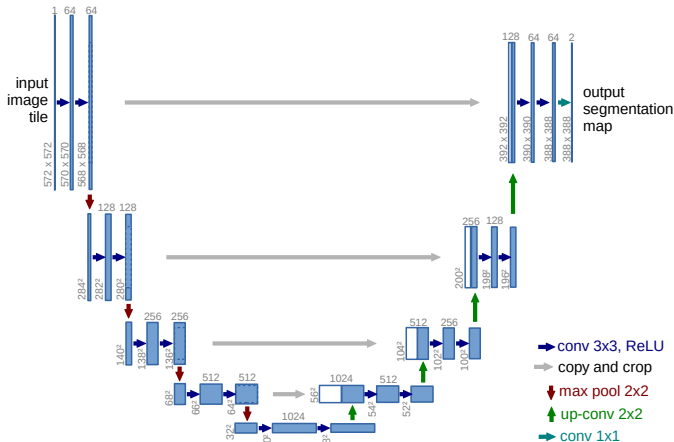 1 64 64
128 64 64 2
input
image
tile
output
segmentation
map
572 x 572
570 x 570
568 x 568
392 x 392
390 x 390
388 x 388
388 x 388
128 128
256 128
284²
282²
280²
200²
198²
196²
256 256
512 256
140²
138²
136²
104²
102²
100²
conv 3x3, ReLU
copy and crop
max pool 2x2
up-conv 2x2
conv 1x1
512 512
1024 512
68²
66²
64²
56²
54²
52²
1024
32²